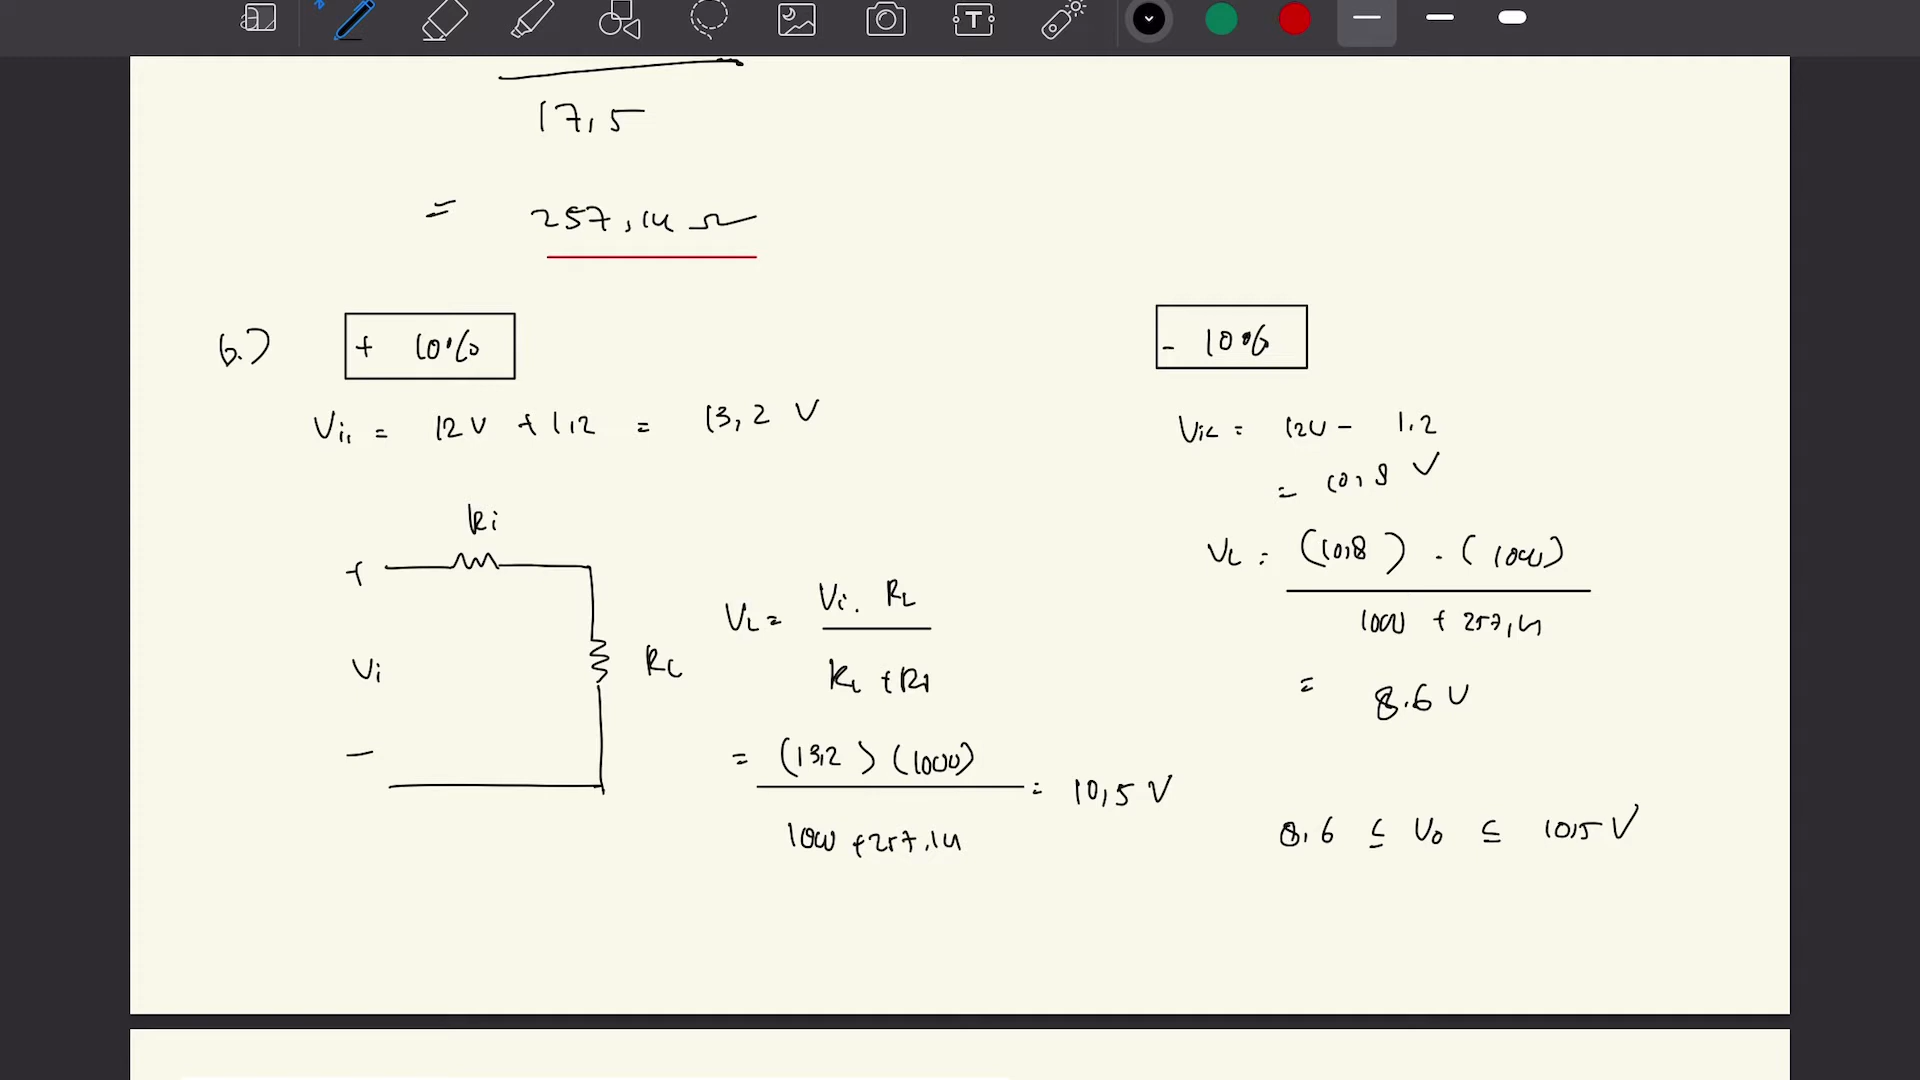 17,5
= 257,14 Ω
b.) + 10%
Vi₁ = 12V + 1,2 = 13,2 V
Ri
+
Vi
RL
−
VL = Vi . RL / RL + Ri
= (13,2) (1000) / 1000 + 257.14 = 10,5 V
- 10%
Vi< = 12V - 1.2
= 10,8 V
VL = (10,8) . (1000) / 1000 + 257,14
= 8.6 V
8,6 ≤ Vo ≤ 10,5 V